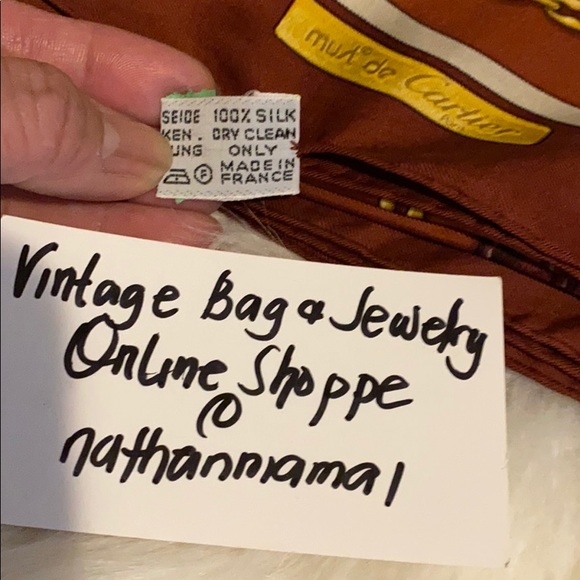 must de Cartier
SEIDE 100% SILK
KEN. DRY CLEAN
UNG ONLY
MADE IN
Ⓕ FRANCE
Vintage Bag & Jewelry
Online Shoppe
@
nathanmama1